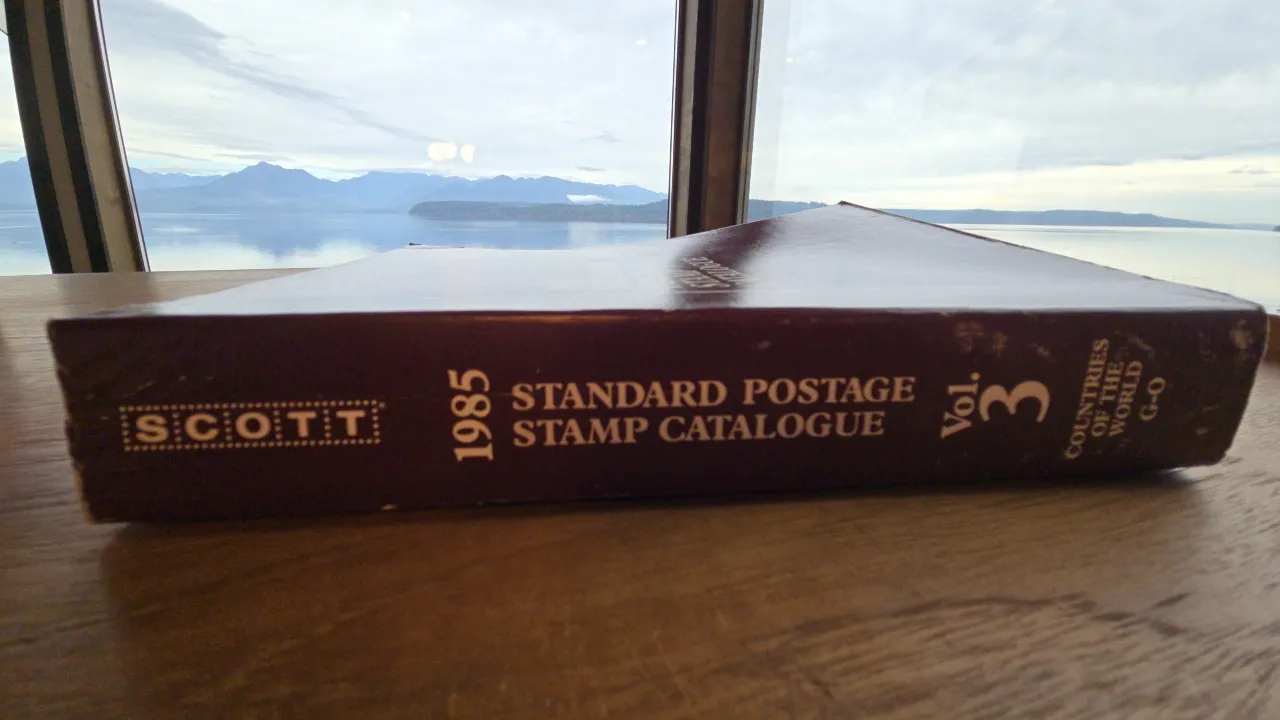 SCOTT
1985
STANDARD POSTAGE
STAMP CATALOGUE
Vol.
3
COUNTRIES
OF THE
WORLD
G-O